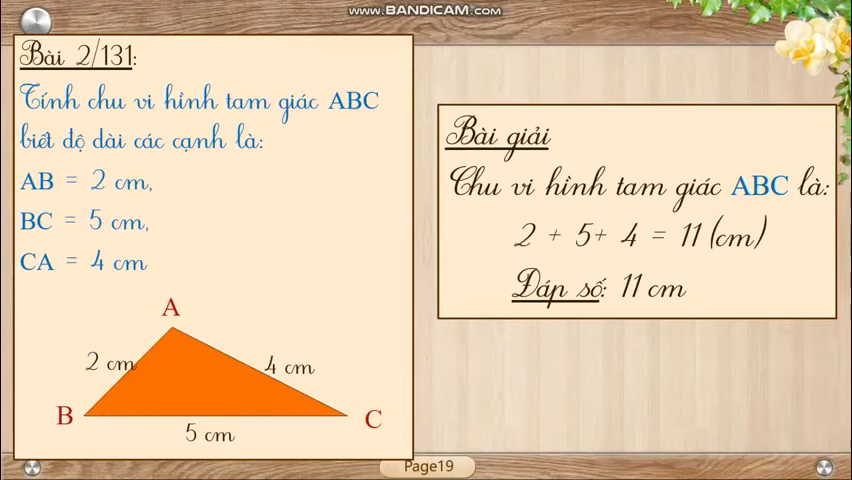 WWW.BANDICAM.COM
Bài 2/131:
Tính chu vi hình tam giác ABC
biết độ dài các cạnh là:
AB = 2 cm,
BC = 5 cm,
CA = 4 cm
A
2 cm
4 cm
B
C
5 cm
Bài giải
Chu vi hình tam giác ABC là:
2 + 5+ 4 = 11 (cm)
Đáp số: 11 cm
Page19